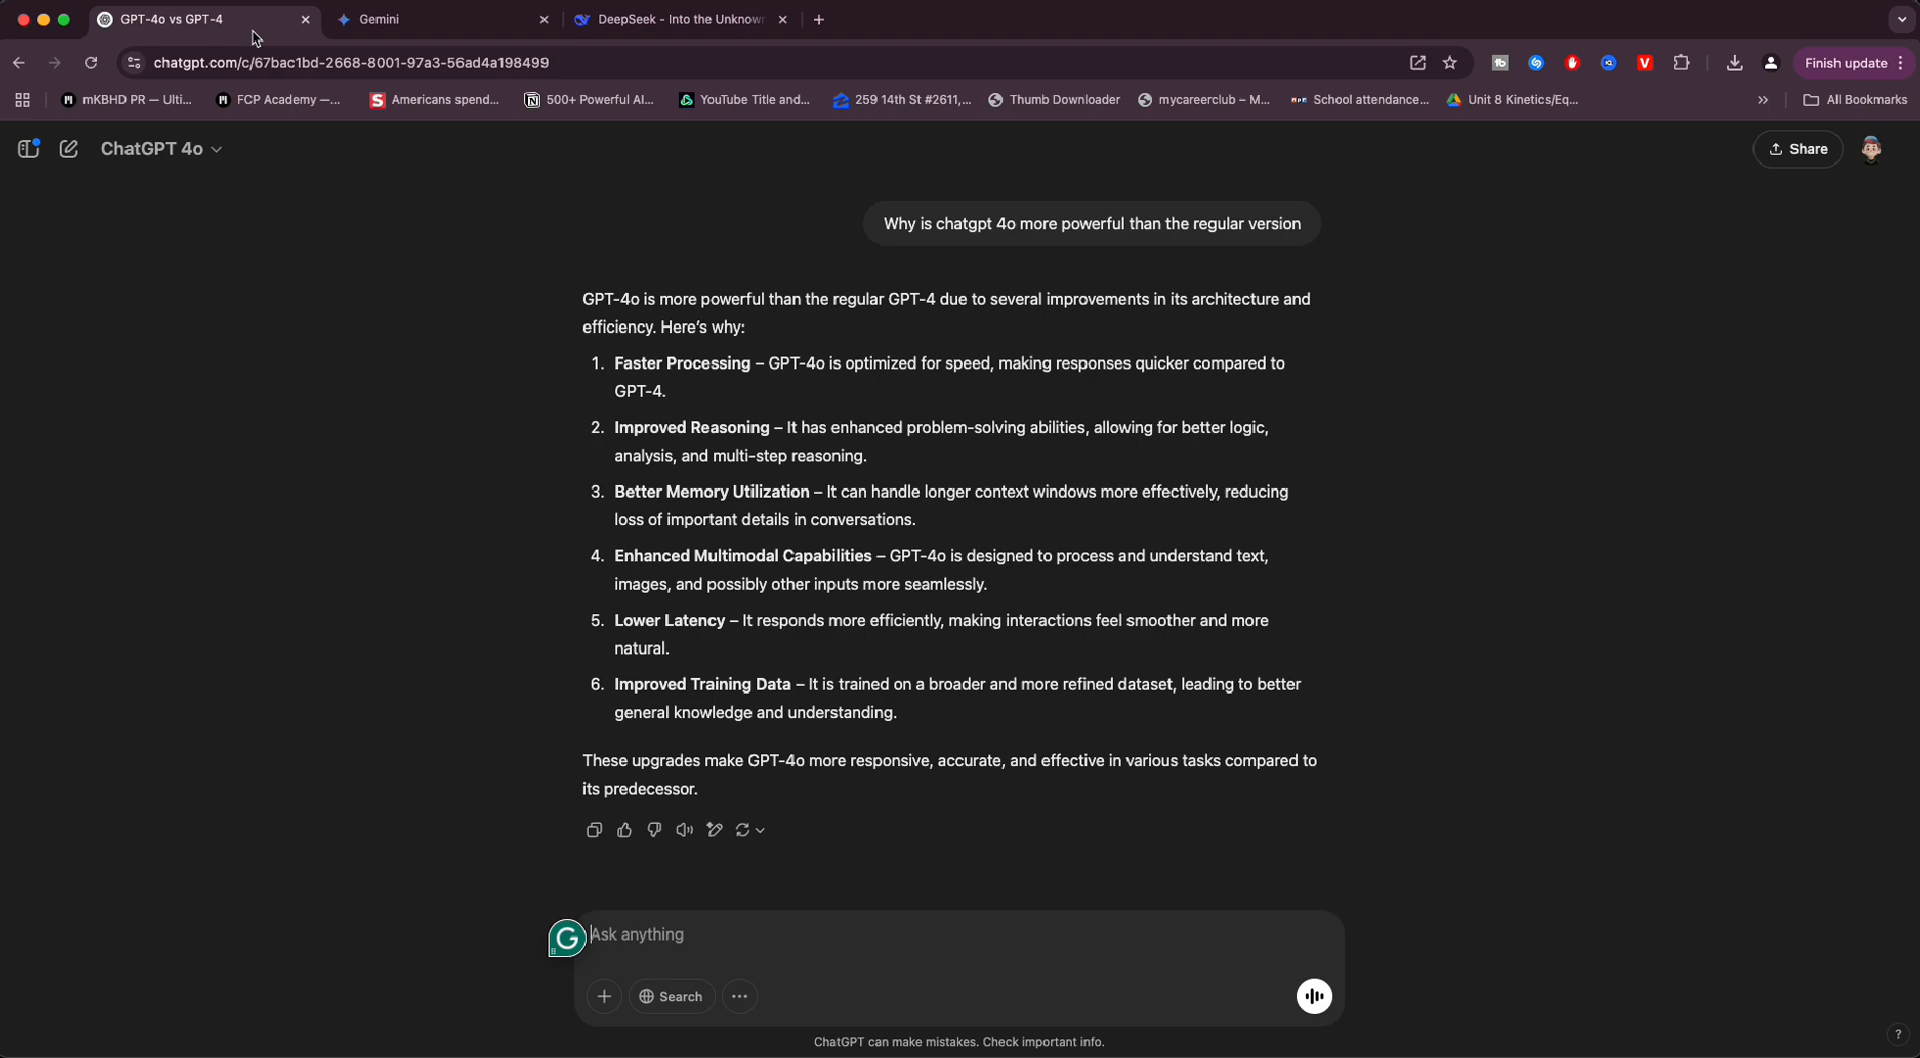 GPT-4o vs GPT-4
Gemini
DeepSeek - Into the Unknown
chatgpt.com/c/67bac1bd-2668-8001-97a3-56ad4a198499
Finish update
mKBHD PR — Ulti...
FCP Academy —...
Americans spend...
500+ Powerful AI...
YouTube Title and...
259 14th St #2611,...
Thumb Downloader
mycareerclub – M...
School attendance...
Unit 8 Kinetics/Eq...
All Bookmarks
ChatGPT 4o
Share
Why is chatgpt 4o more powerful than the regular version
GPT-4o is more powerful than the regular GPT-4 due to several improvements in its architecture and
efficiency. Here’s why:
1. Faster Processing – GPT-4o is optimized for speed, making responses quicker compared to
GPT-4.
2. Improved Reasoning – It has enhanced problem-solving abilities, allowing for better logic,
analysis, and multi-step reasoning.
3. Better Memory Utilization – It can handle longer context windows more effectively, reducing
loss of important details in conversations.
4. Enhanced Multimodal Capabilities – GPT-4o is designed to process and understand text,
images, and possibly other inputs more seamlessly.
5. Lower Latency – It responds more efficiently, making interactions feel smoother and more
natural.
6. Improved Training Data – It is trained on a broader and more refined dataset, leading to better
general knowledge and understanding.
These upgrades make GPT-4o more responsive, accurate, and effective in various tasks compared to
its predecessor.
Ask anything
Search
ChatGPT can make mistakes. Check important info.
?